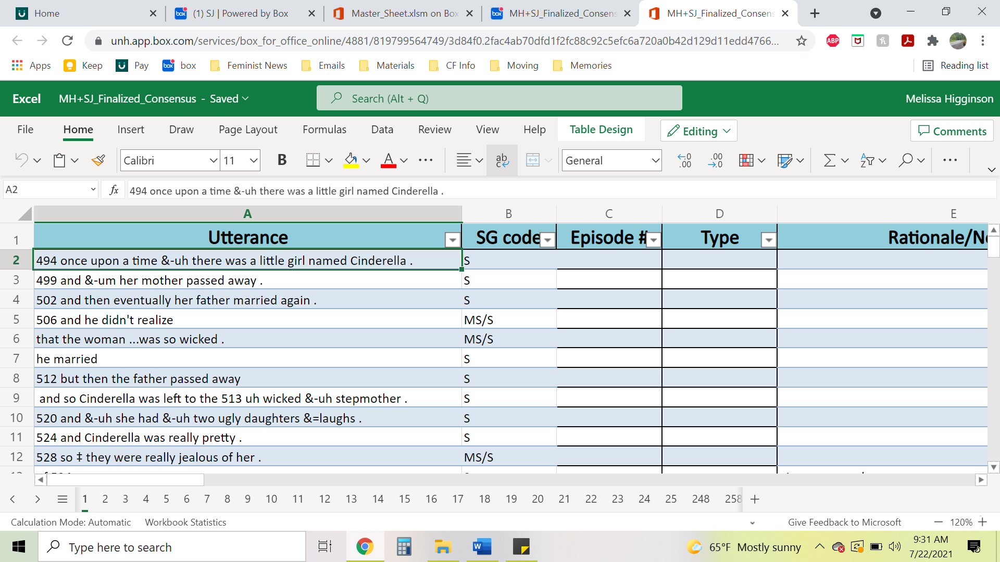 Home
(1) SJ | Powered by Box
Master_Sheet.xlsm on Box
MH+SJ_Finalized_Consens
MH+SJ_Finalized_Consens
unh.app.box.com/services/box_for_office_online/4881/819799564749/3d84f0.2fac4ab70dfd1f2fc88c92c5efc6a720a0b42d129d11edd4766...
ABP
Apps
Keep
Pay
box
box
Feminist News
Emails
Materials
CF Info
Moving
Memories
Reading list
Excel
MH+SJ_Finalized_Consensus - Saved
Search (Alt + Q)
Melissa Higginson
File Home Insert Draw Page Layout Formulas Data Review View Help Table Design
Editing
Comments
Calibri
11
B
A
General
A2
fx
494 once upon a time &-uh there was a little girl named Cinderella .
A B C D E
1 Utterance SG code Episode # Type Rationale/N
2 494 once upon a time &-uh there was a little girl named Cinderella . S
3 499 and &-um her mother passed away . S
4 502 and then eventually her father married again . S
5 506 and he didn't realize MS/S
6 that the woman ...was so wicked . MS/S
7 he married S
8 512 but then the father passed away S
9 and so Cinderella was left to the 513 uh wicked &-uh stepmother . S
10 520 and &-uh she had &-uh two ugly daughters &=laughs . S
11 524 and Cinderella was really pretty . S
12 528 so ‡ they were really jealous of her . MS/S
1 2 3 4 5 6 7 8 9 10 11 12 13 14 15 16 17 18 19 20 21 22 23 24 25 248 258
Calculation Mode: Automatic Workbook Statistics
Give Feedback to Microsoft
120%
Type here to search
65°F Mostly sunny
9:31 AM
7/22/2021